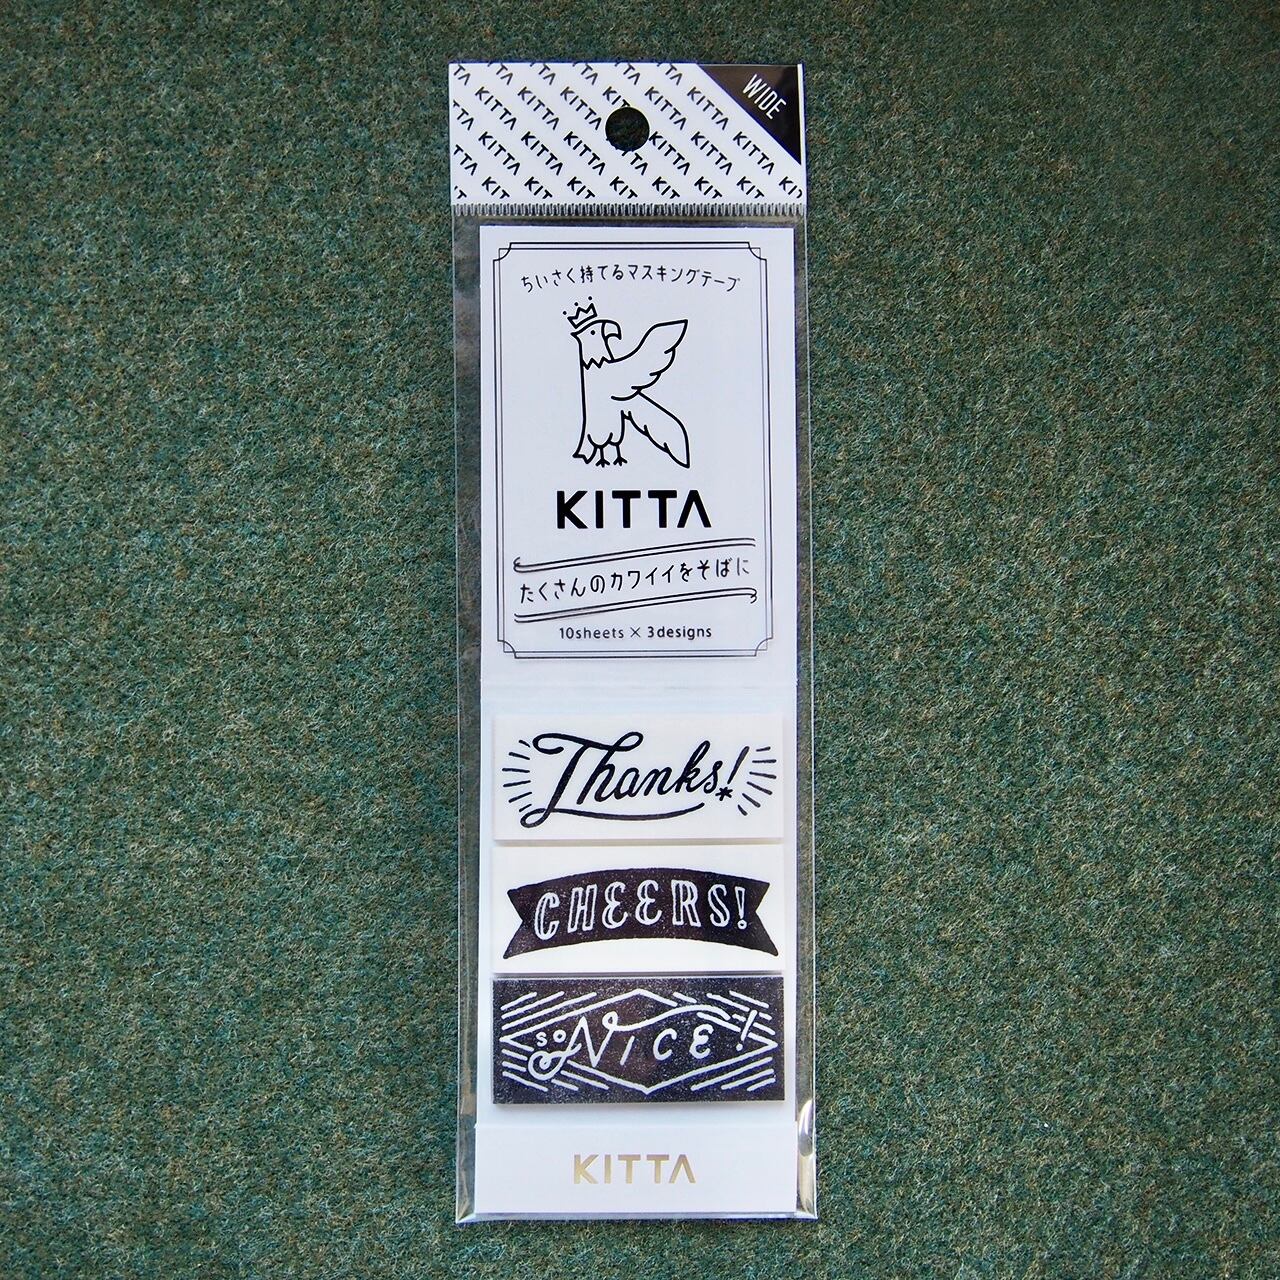 WIDE
KITTA KITTA KITTA KITTA
ちいさく持てるマスキングテープ
KITTA
たくさんのカワイイをそばに
10sheets × 3designs
Thanks!
CHEERS!
SO NICE!
KITTA